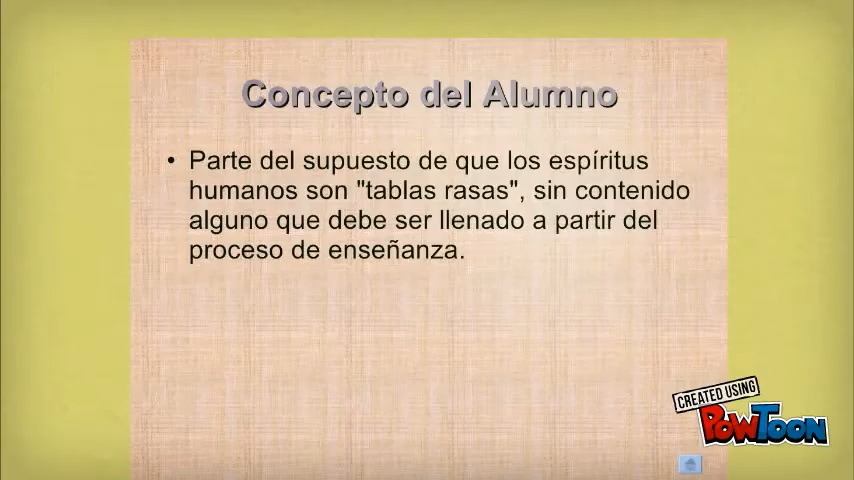 Concepto del Alumno
• Parte del supuesto de que los espíritus
humanos son "tablas rasas", sin contenido
alguno que debe ser llenado a partir del
proceso de enseñanza.
CREATED USING
POWTOON